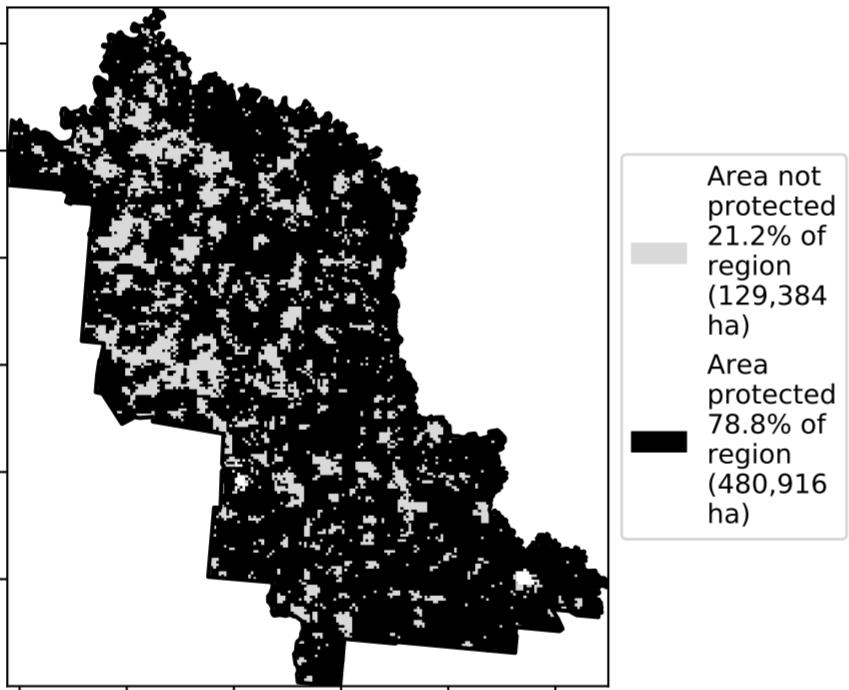 Area not
protected
21.2% of
region
(129,384
ha)
Area
protected
78.8% of
region
(480,916
ha)